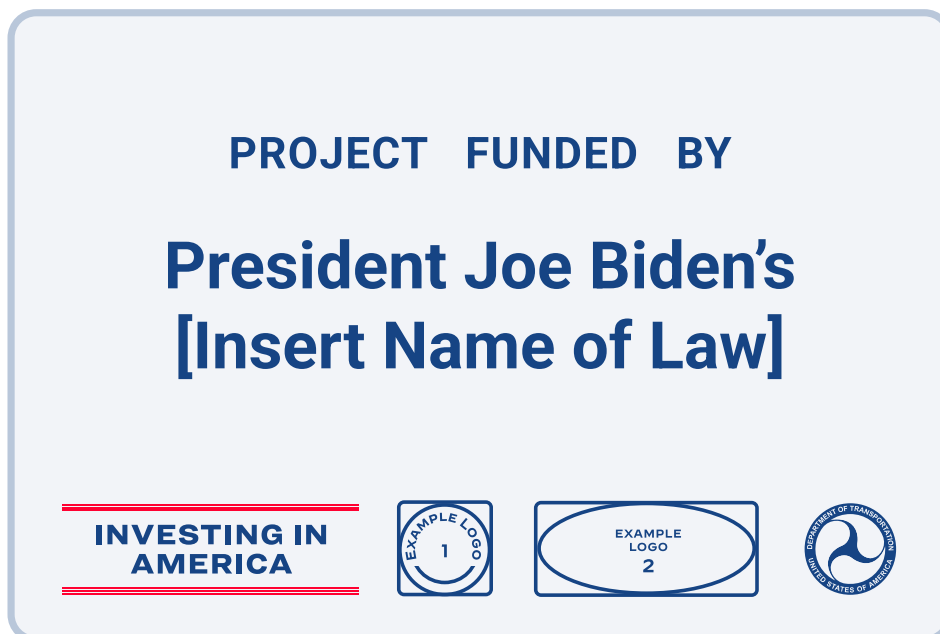 PROJECT FUNDED BY
President Joe Biden’s
[Insert Name of Law]
INVESTING IN
AMERICA
EXAMPLE LOGO
1
EXAMPLE
LOGO
2
DEPARTMENT OF TRANSPORTATION
UNITED STATES OF AMERICA